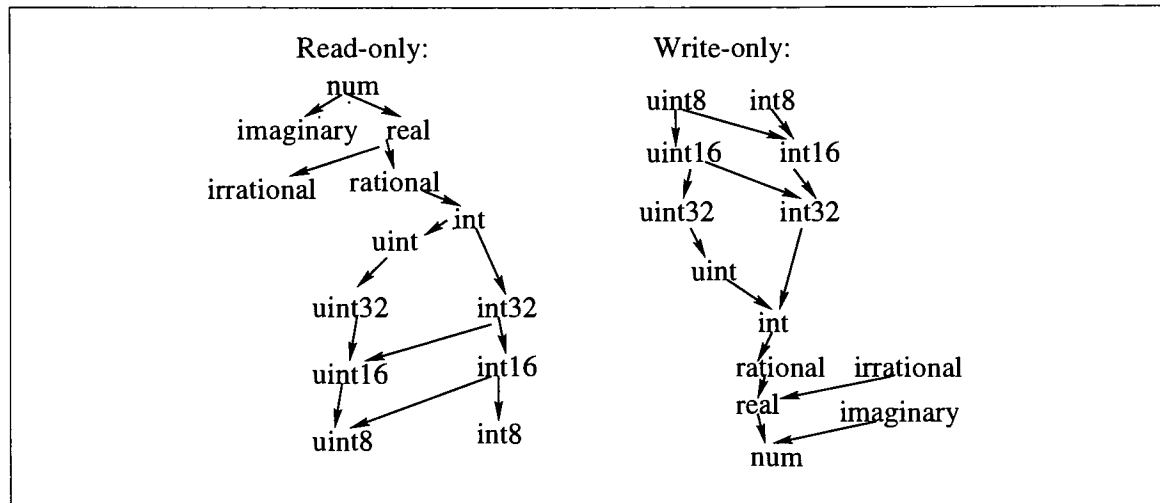 Read-only:
num
imaginary real
irrational rational
int
uint
uint32 int32
uint16 int16
uint8 int8
Write-only:
uint8 int8
uint16 int16
uint32 int32
uint
int
rational irrational
real
imaginary
num